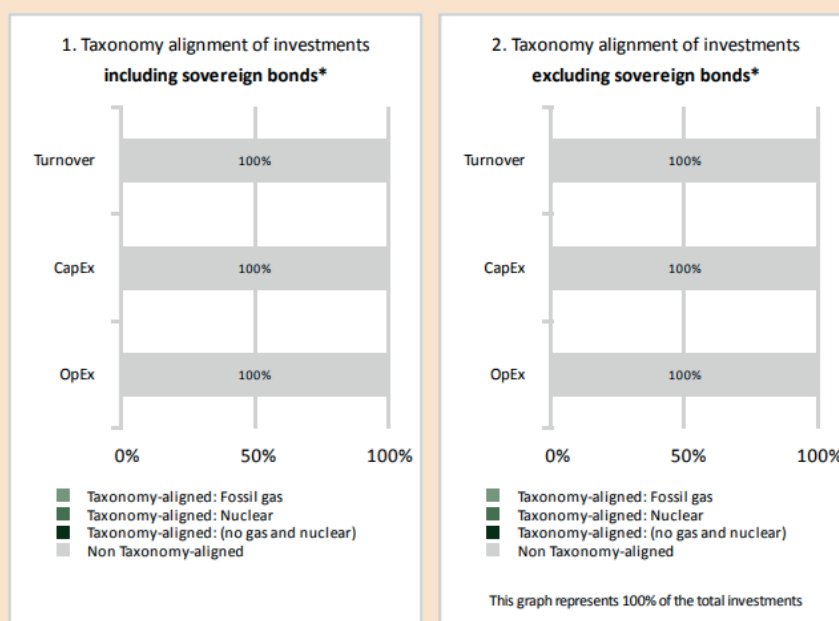 1. Taxonomy alignment of investments
including sovereign bonds*
Turnover
100%
CapEx
100%
OpEx
100%
0% 50% 100%
Taxonomy-aligned: Fossil gas
Taxonomy-aligned: Nuclear
Taxonomy-aligned: (no gas and nuclear)
Non Taxonomy-aligned
2. Taxonomy alignment of investments
excluding sovereign bonds*
Turnover
100%
CapEx
100%
OpEx
100%
0% 50% 100%
Taxonomy-aligned: Fossil gas
Taxonomy-aligned: Nuclear
Taxonomy-aligned: (no gas and nuclear)
Non Taxonomy-aligned
This graph represents 100% of the total investments